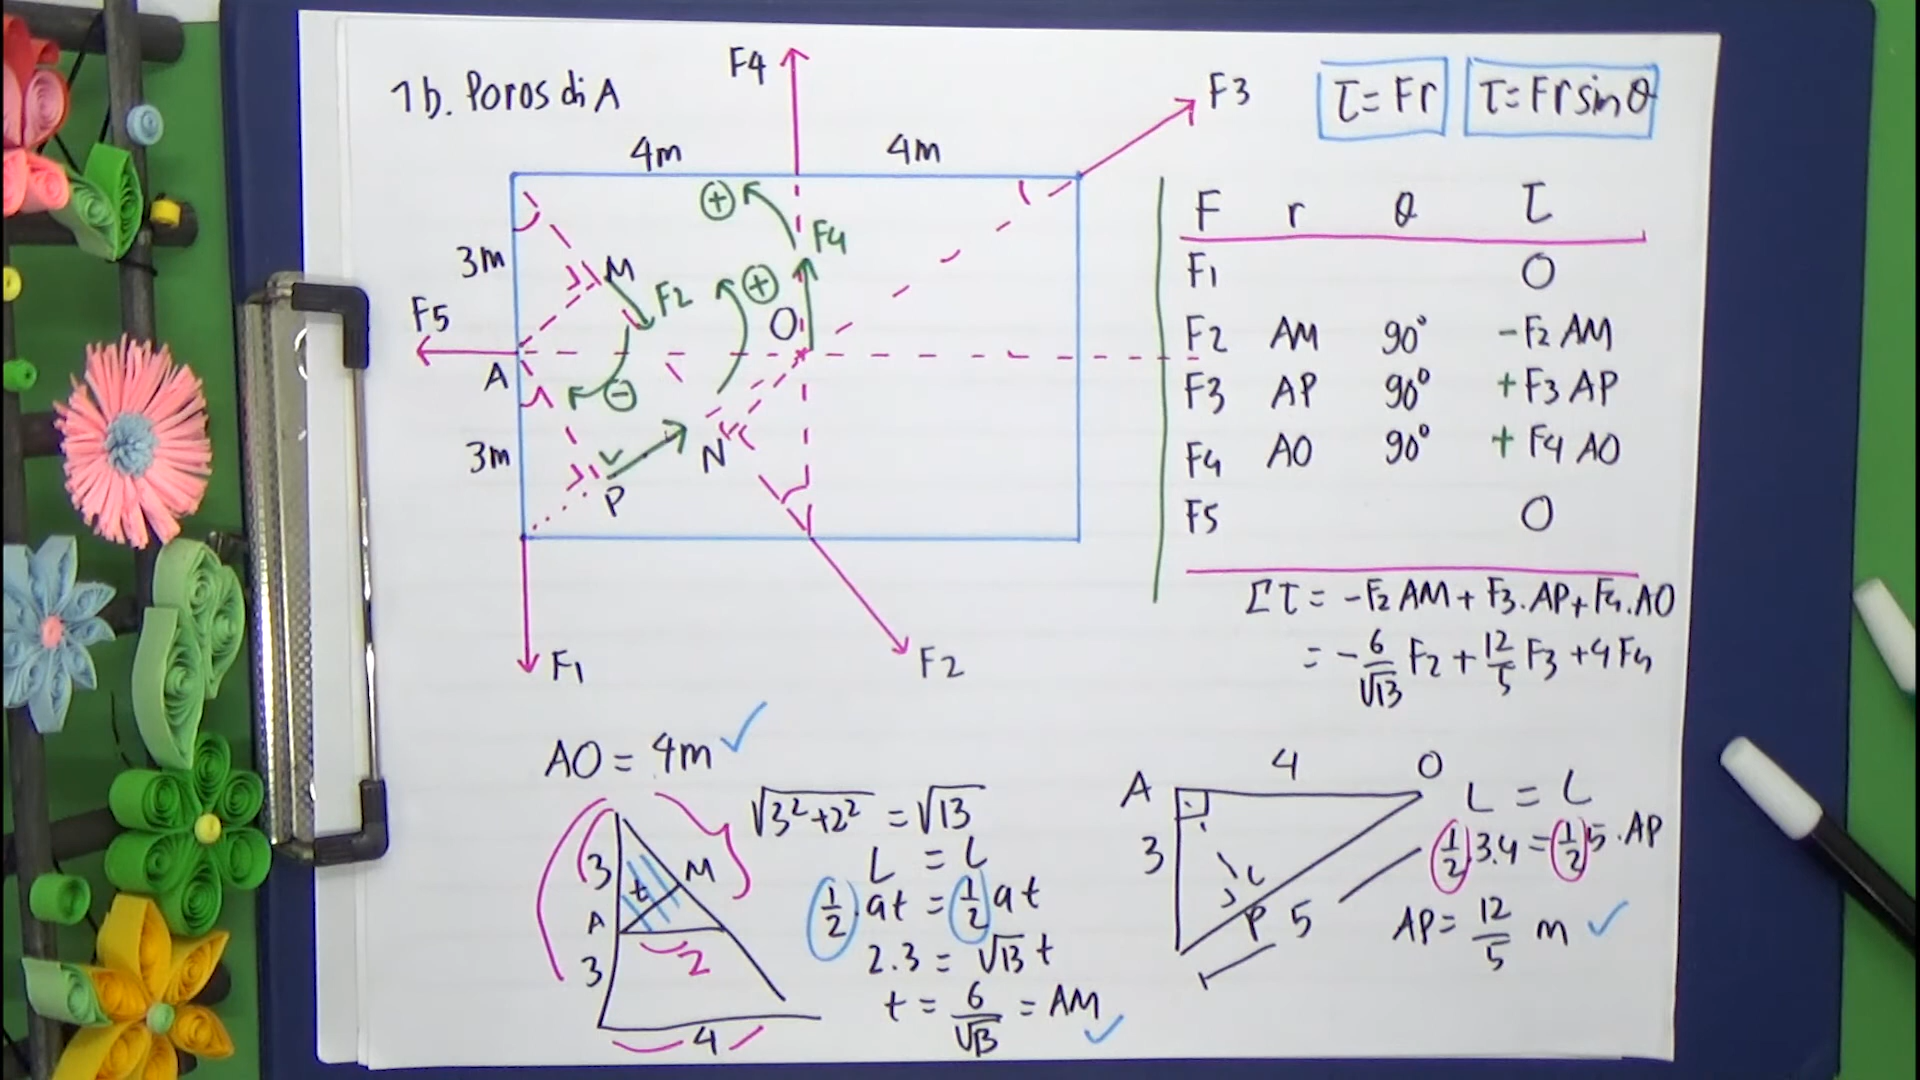 1b. Poros di A
F4
F3
τ = Fr
τ = Fr sin θ
4m
4m
3m
M
F2
F4
O
F5
A
3m
N
P
F1
F2
+
+
-
F r θ τ
F1 0
F2 AM 90° -F2 AM
F3 AP 90° +F3 AP
F4 AO 90° + F4 AO
F5 0
Στ = -F2 AM + F3.AP + F4.AO
= -6/√13 F2 + 12/5 F3 + 4 F4
AO = 4m ✓
3
t
M
A
2
3
4
√3²+2² = √13
L = L
1/2 .at = 1/2 at
2.3 = √13 t
t = 6/√13 = AM ✓
A
4
O
3
P
5
L = L
1/2 .3.4 = 1/2 5.AP
AP = 12/5 m ✓